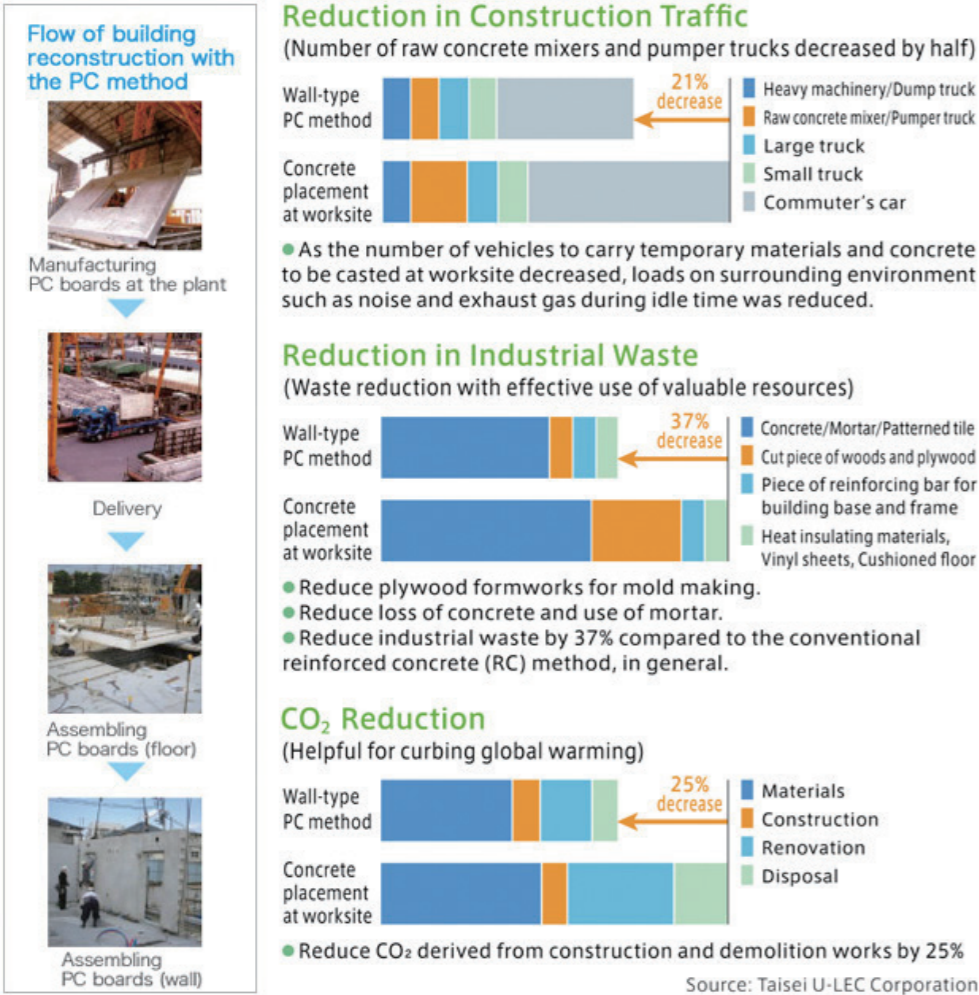 Flow of building
reconstruction with
the PC method
Manufacturing
PC boards at the plant
Delivery
Assembling
PC boards (floor)
Assembling
PC boards (wall)
Reduction in Construction Traffic
(Number of raw concrete mixers and pumper trucks decreased by half)
Wall-type
PC method
21%
decrease
Concrete
placement
at worksite
Heavy machinery/Dump truck
Raw concrete mixer/Pumper truck
Large truck
Small truck
Commuter's car
● As the number of vehicles to carry temporary materials and concrete
to be casted at worksite decreased, loads on surrounding environment
such as noise and exhaust gas during idle time was reduced.
Reduction in Industrial Waste
(Waste reduction with effective use of valuable resources)
Wall-type
PC method
37%
decrease
Concrete
placement
at worksite
Concrete/Mortar/Patterned tile
Cut piece of woods and plywood
Piece of reinforcing bar for
building base and frame
Heat insulating materials,
Vinyl sheets, Cushioned floor
● Reduce plywood formworks for mold making.
● Reduce loss of concrete and use of mortar.
● Reduce industrial waste by 37% compared to the conventional
reinforced concrete (RC) method, in general.
CO₂ Reduction
(Helpful for curbing global warming)
Wall-type
PC method
25%
decrease
Concrete
placement
at worksite
Materials
Construction
Renovation
Disposal
● Reduce CO₂ derived from construction and demolition works by 25%
Source: Taisei U-LEC Corporation